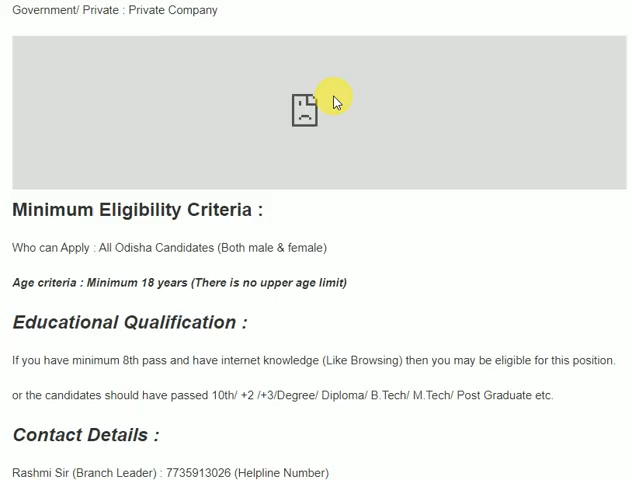 Government/ Private : Private Company
Minimum Eligibility Criteria :
Who can Apply : All Odisha Candidates (Both male & female)
Age criteria : Minimum 18 years (There is no upper age limit)
Educational Qualification :
If you have minimum 8th pass and have internet knowledge (Like Browsing) then you may be eligible for this position.
or the candidates should have passed 10th/ +2 /+3/Degree/ Diploma/ B.Tech/ M.Tech/ Post Graduate etc.
Contact Details :
Rashmi Sir (Branch Leader) : 7735913026 (Helpline Number)